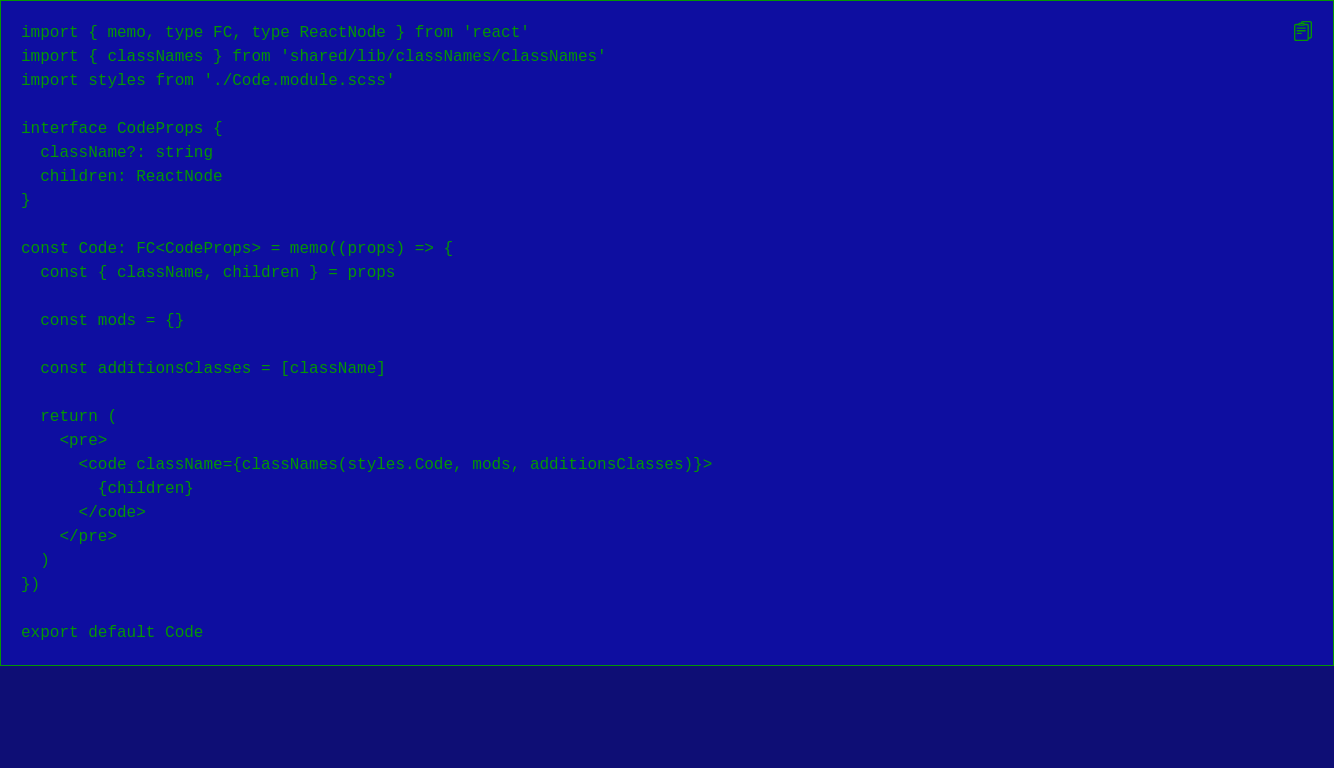 import { memo, type FC, type ReactNode } from 'react'
import { classNames } from 'shared/lib/classNames/classNames'
import styles from './Code.module.scss'

interface CodeProps {
  className?: string
  children: ReactNode
}

const Code: FC<CodeProps> = memo((props) => {
  const { className, children } = props

  const mods = {}

  const additionsClasses = [className]

  return (
    <pre>
      <code className={classNames(styles.Code, mods, additionsClasses)}>
        {children}
      </code>
    </pre>
  )
})

export default Code